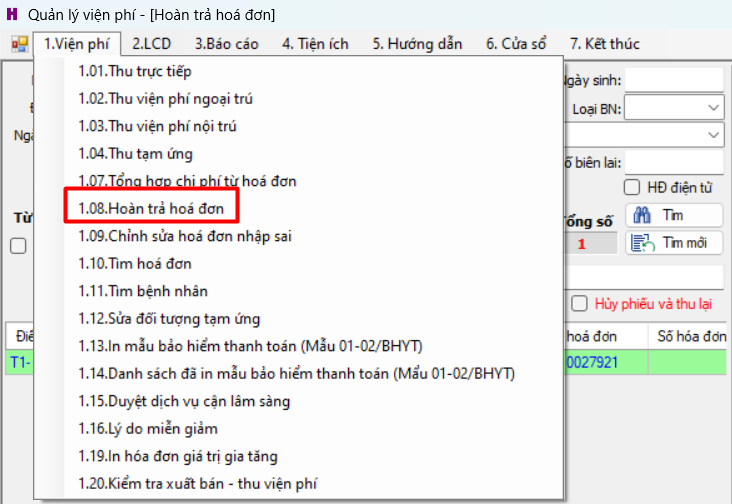 Quản lý viện phí - [Hoàn trả hoá đơn]
1.Viện phí 2.LCD 3.Báo cáo 4. Tiện ích 5. Hướng dẫn 6. Cửa sổ 7. Kết thúc
1.01.Thu trực tiếp
1.02.Thu viện phí ngoại trú
1.03.Thu viện phí nội trú
1.04.Thu tạm ứng
1.07.Tổng hợp chi phí từ hoá đơn
1.08.Hoàn trả hoá đơn
1.09.Chỉnh sửa hoá đơn nhập sai
1.10.Tìm hoá đơn
1.11.Tìm bệnh nhân
1.12.Sửa đối tượng tạm ứng
1.13.In mẫu bảo hiểm thanh toán (Mẫu 01-02/BHYT)
1.14.Danh sách đã in mẫu bảo hiểm thanh toán (Mẩu 01-02/BHYT)
1.15.Duyệt dịch vụ cận lâm sàng
1.16.Lý do miễn giảm
1.19.In hóa đơn giá trị gia tăng
1.20.Kiểm tra xuất bán - thu viện phí
Ngày sinh:
Loại BN:
ố biên lai:
HĐ điện tử
Từ
Tổng số
Tìm
1
Tìm mới
Hủy phiếu và thu lại
hoá đơn Số hóa đơn
T1-
0027921